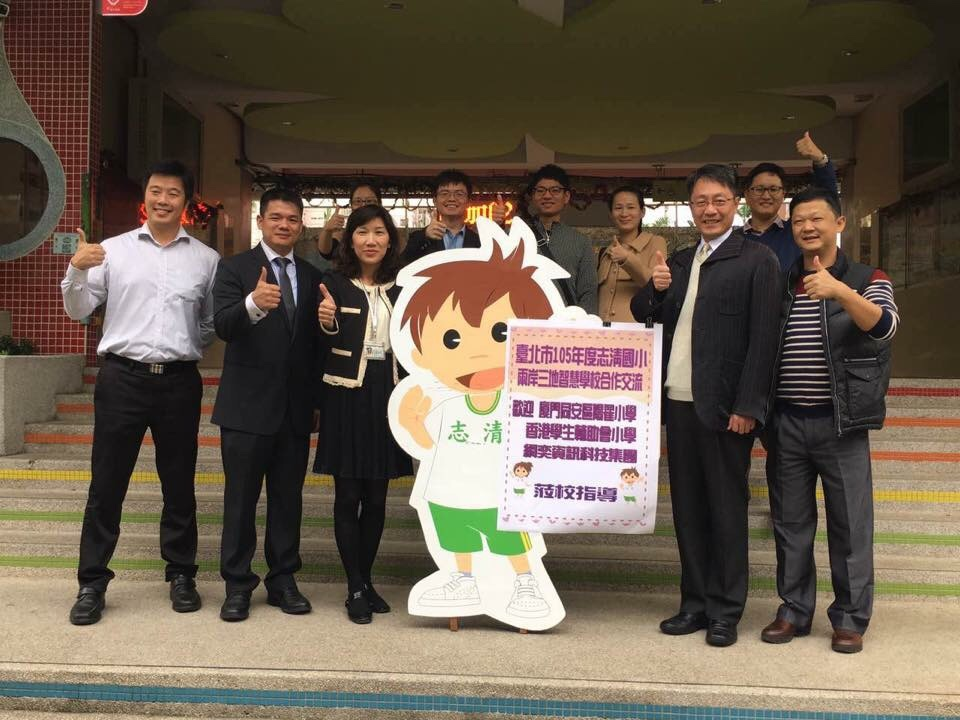 臺北市105年度志清國小
兩岸三地智慧學校合作交流
歡迎 廈門同安區陽翟小學
香港學生輔助會小學
網奕資訊科技集團
蒞校指導
志清